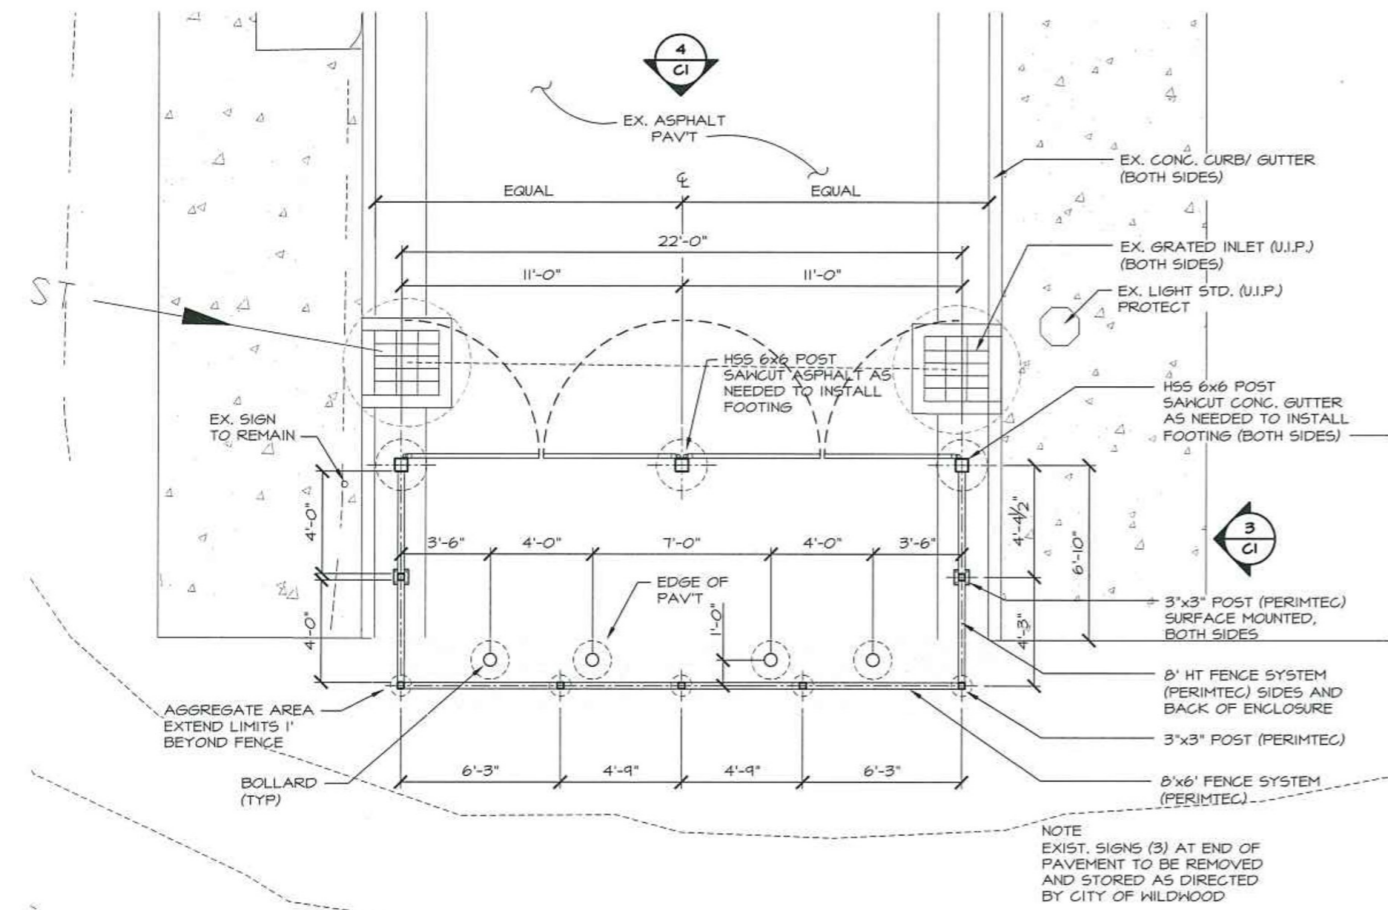 4
C1
EX. ASPHALT
PAV'T
EX. CONC. CURB/ GUTTER
(BOTH SIDES)
EQUAL
℄
EQUAL
22'-0"
EX. GRATED INLET (U.I.P.)
(BOTH SIDES)
11'-0"
11'-0"
EX. LIGHT STD. (U.I.P.)
PROTECT
ST
HSS 6x6 POST
SAWCUT ASPHALT AS
NEEDED TO INSTALL
FOOTING
HSS 6x6 POST
SAWCUT CONC. GUTTER
AS NEEDED TO INSTALL
FOOTING (BOTH SIDES)
EX. SIGN
TO REMAIN
4'-0"
4'-4½"
6'-10"
3
C1
3'-6"
4'-0"
7'-0"
4'-0"
3'-6"
EDGE OF
PAV'T
3"x3" POST (PERIMTEC)
SURFACE MOUNTED,
BOTH SIDES
4'-0"
1'-0"
4'-3"
8' HT FENCE SYSTEM
(PERIMTEC) SIDES AND
BACK OF ENCLOSURE
AGGREGATE AREA
EXTEND LIMITS 1'
BEYOND FENCE
3"x3" POST (PERIMTEC)
6'-3"
4'-9"
4'-9"
6'-3"
BOLLARD
(TYP)
8'x6' FENCE SYSTEM
(PERIMTEC)
NOTE
EXIST. SIGNS (3) AT END OF
PAVEMENT TO BE REMOVED
AND STORED AS DIRECTED
BY CITY OF WILDWOOD